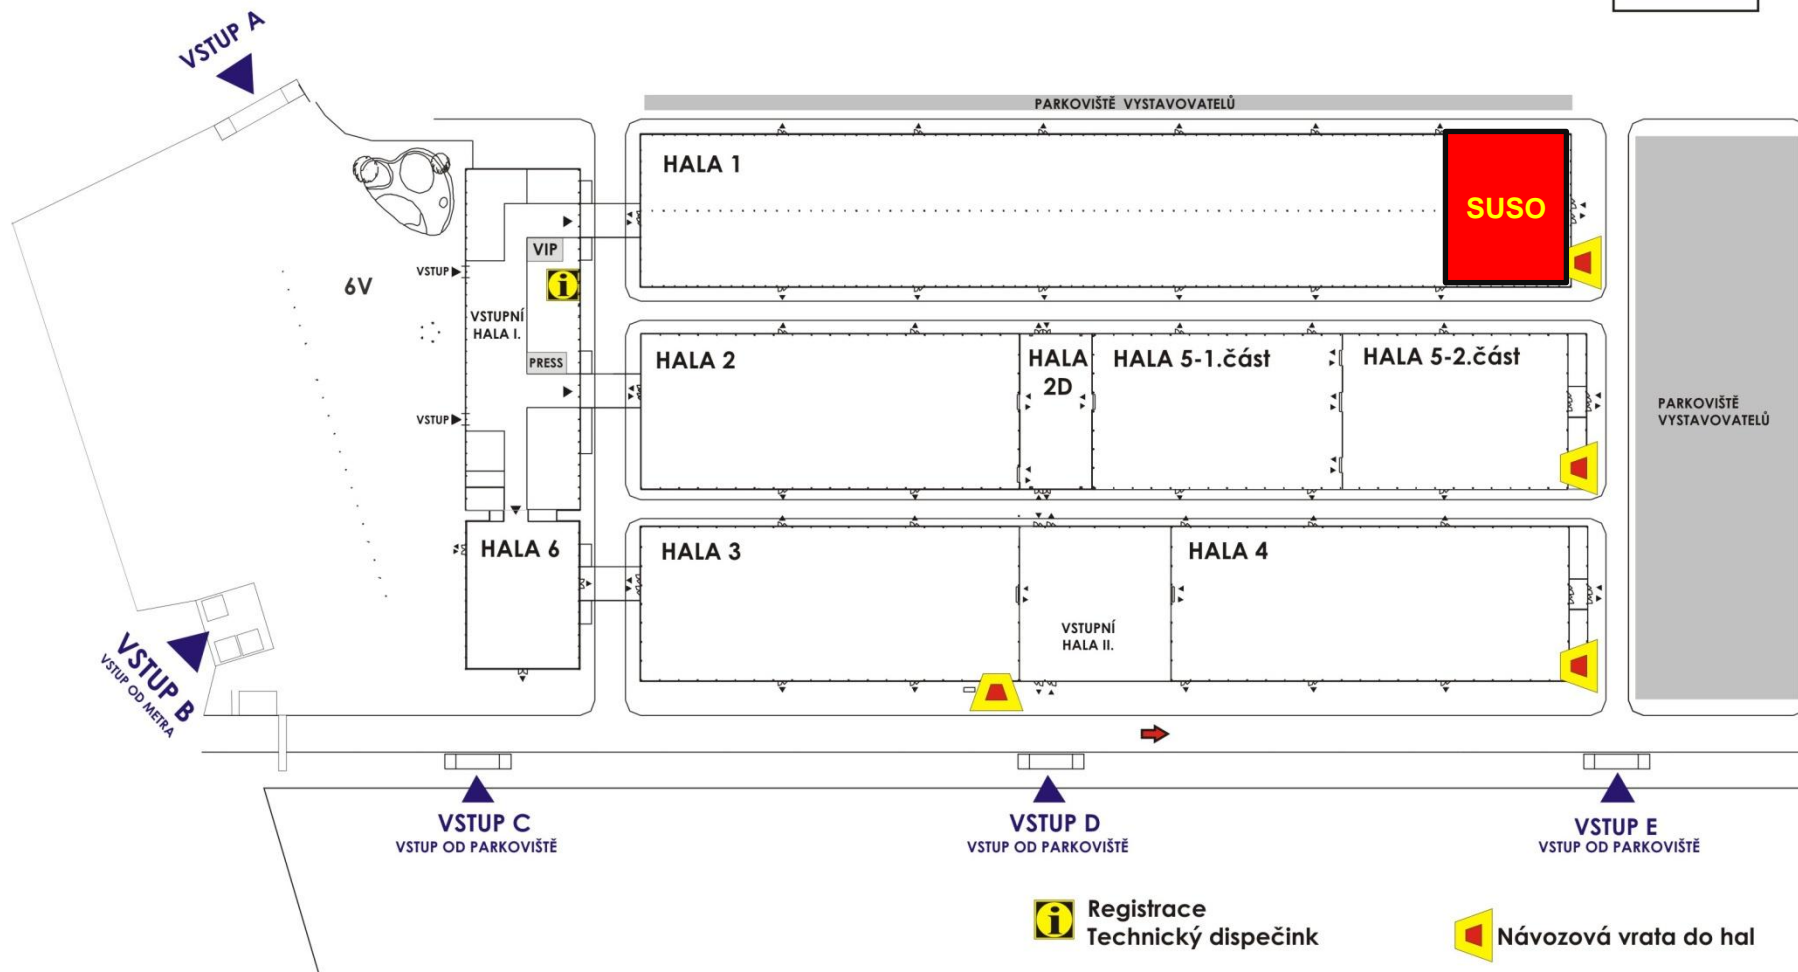 VSTUP A
PARKOVIŠTĚ VYSTAVOVATELŮ
HALA 1
SUSO
VIP
VSTUP
6V
VSTUPNÍ
HALA I.
PRESS
VSTUP
HALA 2
HALA
2D
HALA 5-1.část
HALA 5-2.část
PARKOVIŠTĚ
VYSTAVOVATELŮ
HALA 6
HALA 3
HALA 4
VSTUPNÍ
HALA II.
VSTUP B
VSTUP OD METRA
VSTUP C
VSTUP OD PARKOVIŠTĚ
VSTUP D
VSTUP OD PARKOVIŠTĚ
VSTUP E
VSTUP OD PARKOVIŠTĚ
i Registrace
Technický dispečink
Návozová vrata do hal